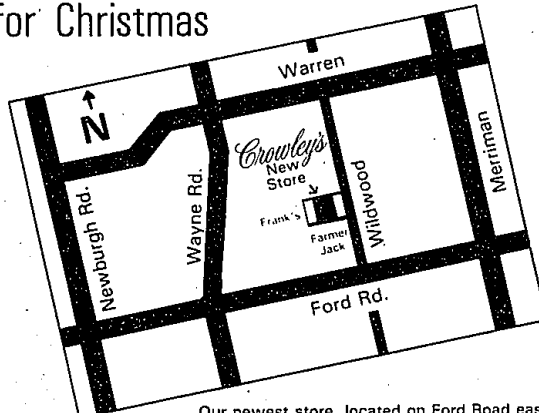 for Christmas
Warren
N
Crowley's
New
Store
Frank's
Farmer
Jack
Wildwood
Merriman
Newburgh Rd.
Wayne Rd.
Ford Rd.
Our newest store, located on Ford Road eas